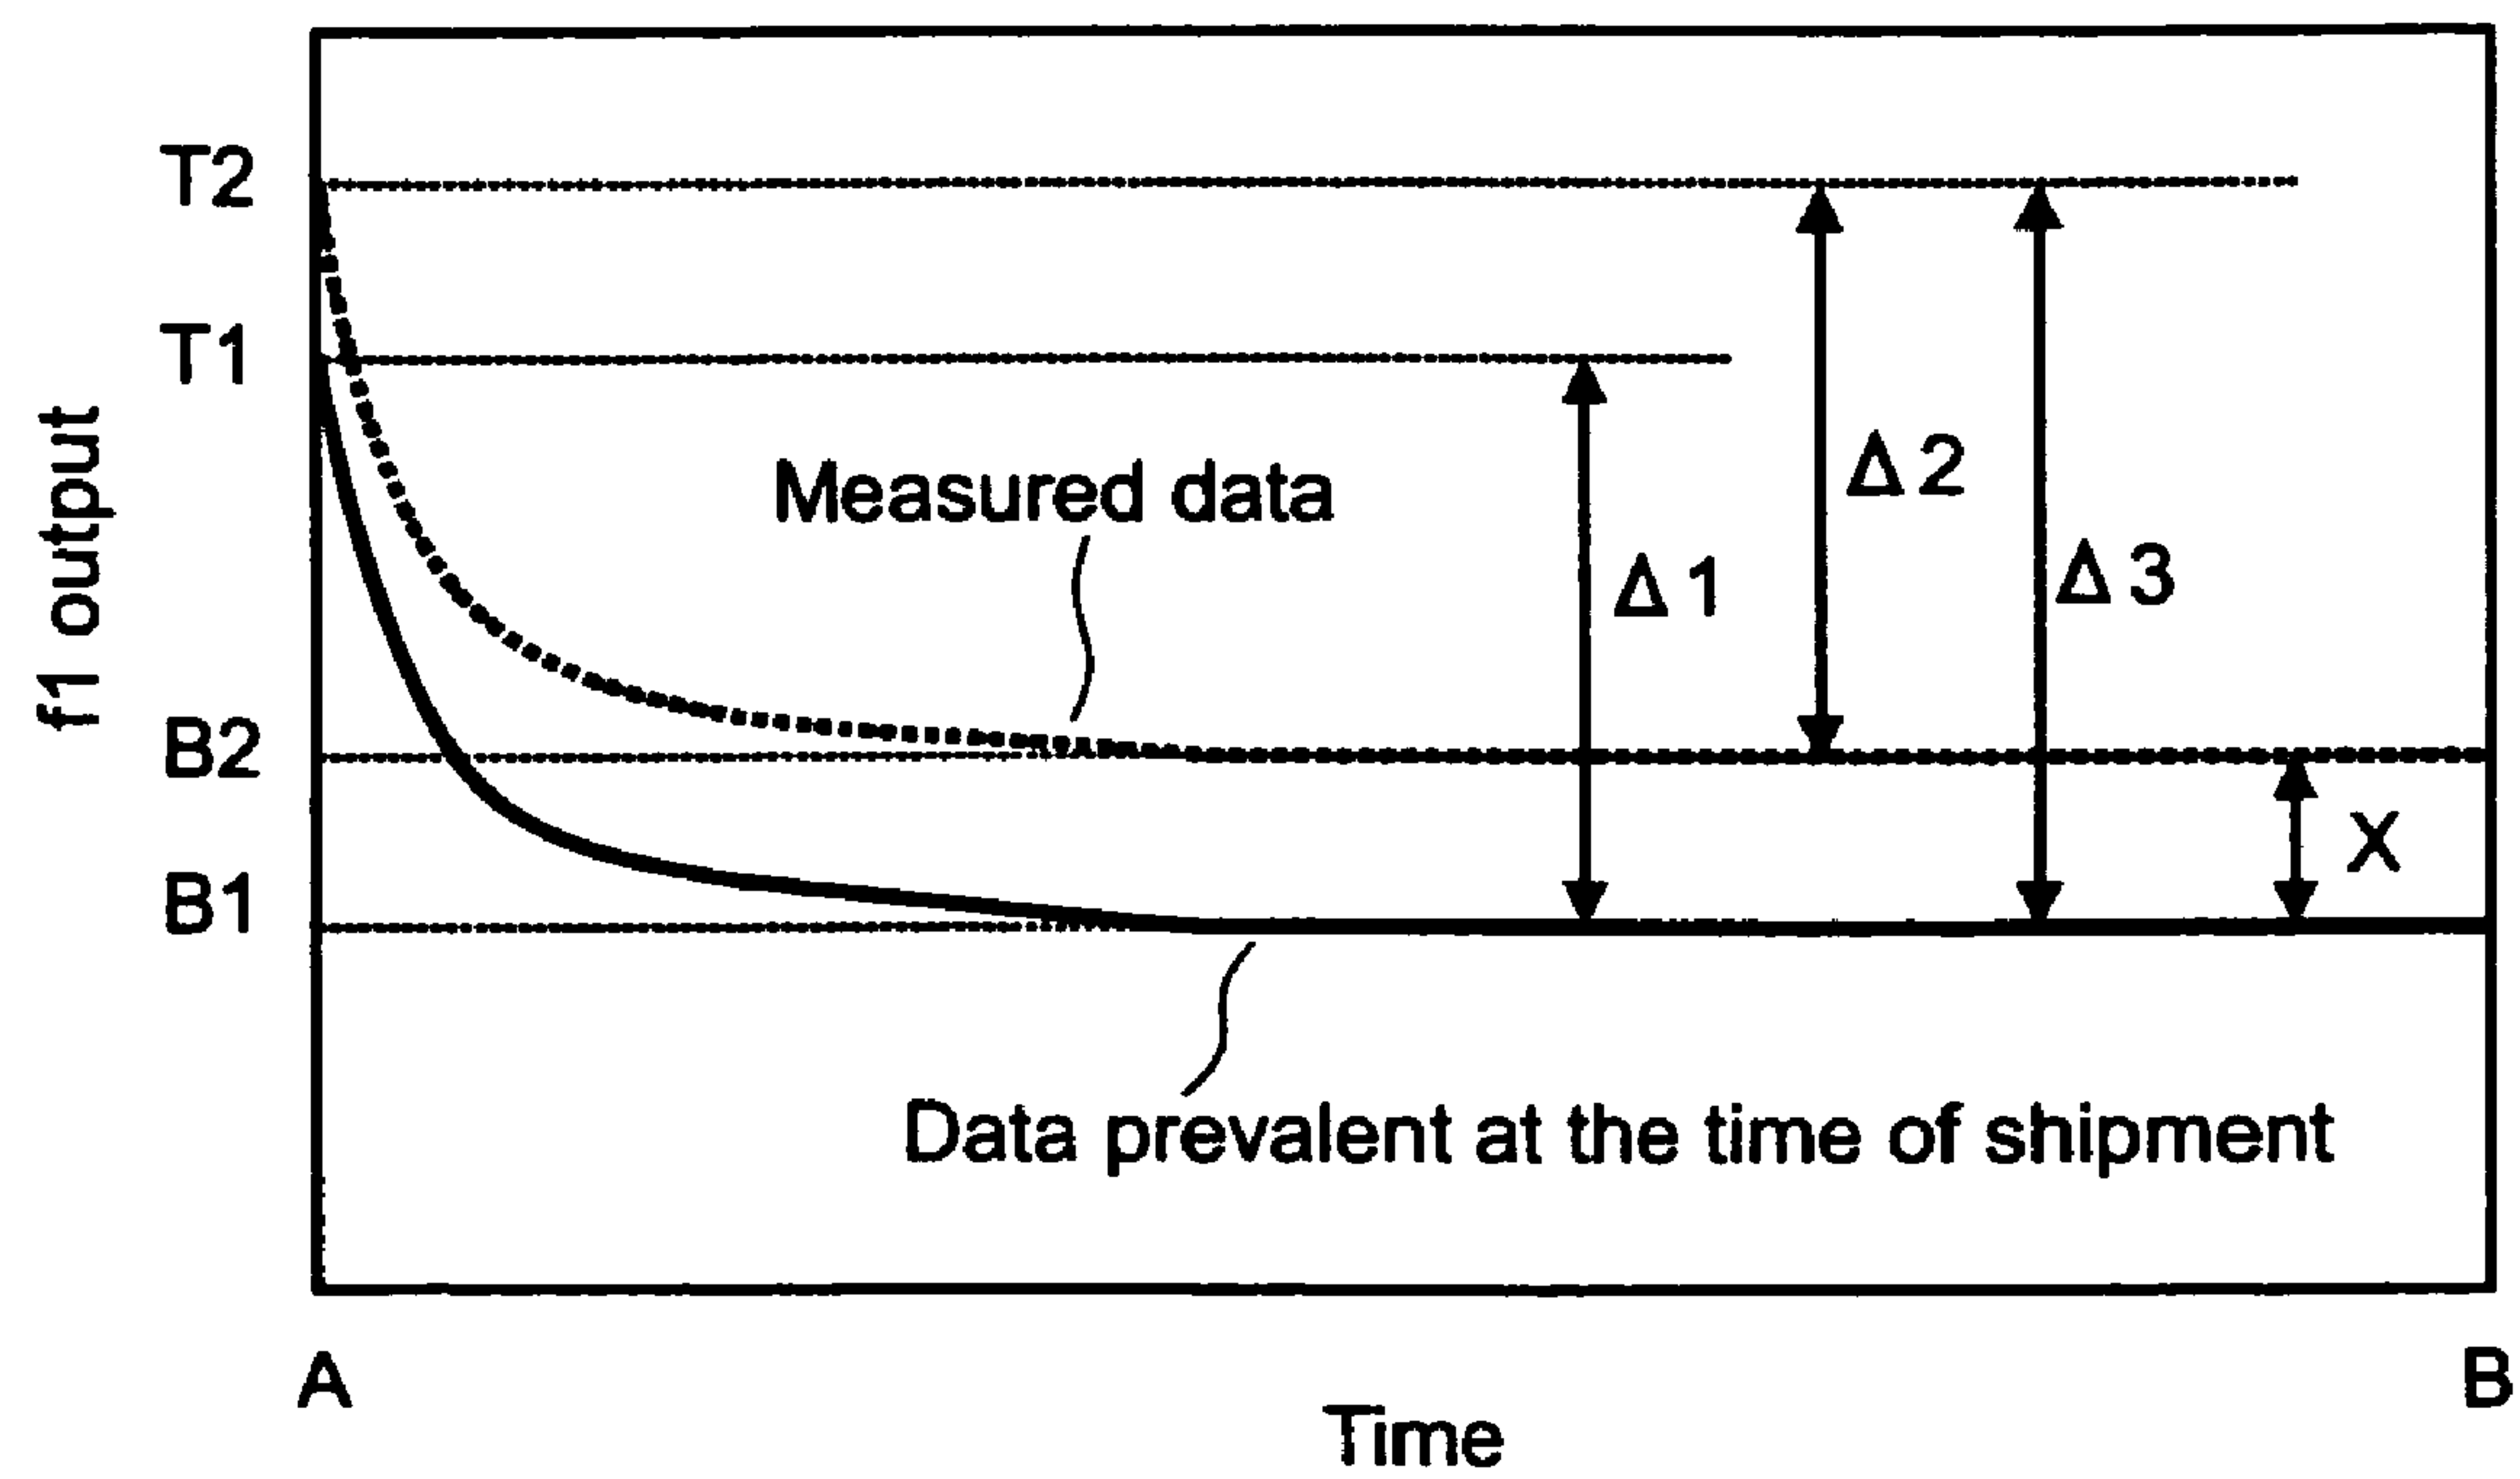 T2
T1
f1 output
Measured data
Δ2
Δ1
Δ3
B2
X
B1
Data prevalent at the time of shipment
A
B
Time